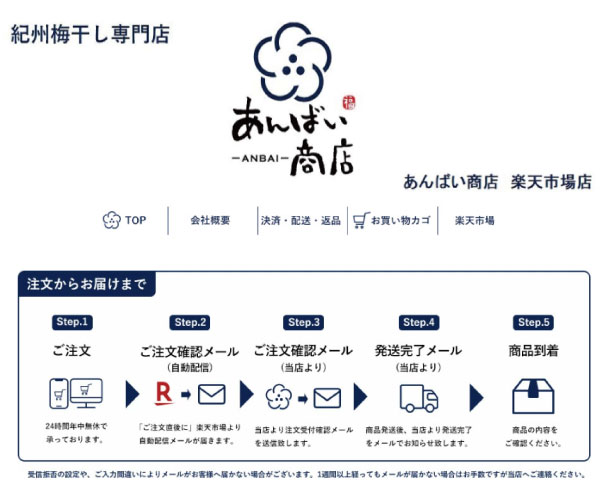 紀州梅干し専門店
あんばい
福
-ANBAI-
商店
あんばい商店 楽天市場店
TOP
会社概要
決済・配送・返品
お買い物カゴ
楽天市場
注文からお届けまで
Step.1
Step.2
Step.3
Step.4
Step.5
ご注文
ご注文確認メール
(自動配信)
ご注文確認メール
(当店より)
発送完了メール
(当店より)
商品到着
R
24時間年中無休で
承っております。
「ご注文直後に」楽天市場より
自動配信メールが届きます。
当店より注文受付確認メール
を送信致します。
商品発送後、当店より発送完了
をメールでお知らせ致します。
商品の内容を
ご確認ください。
受信拒否の設定や、ご入力間違いによりメールがお客様へ届かない場合がございます。1週間以上経ってもメールが届かない場合はお手数ですが当店へご連絡ください。